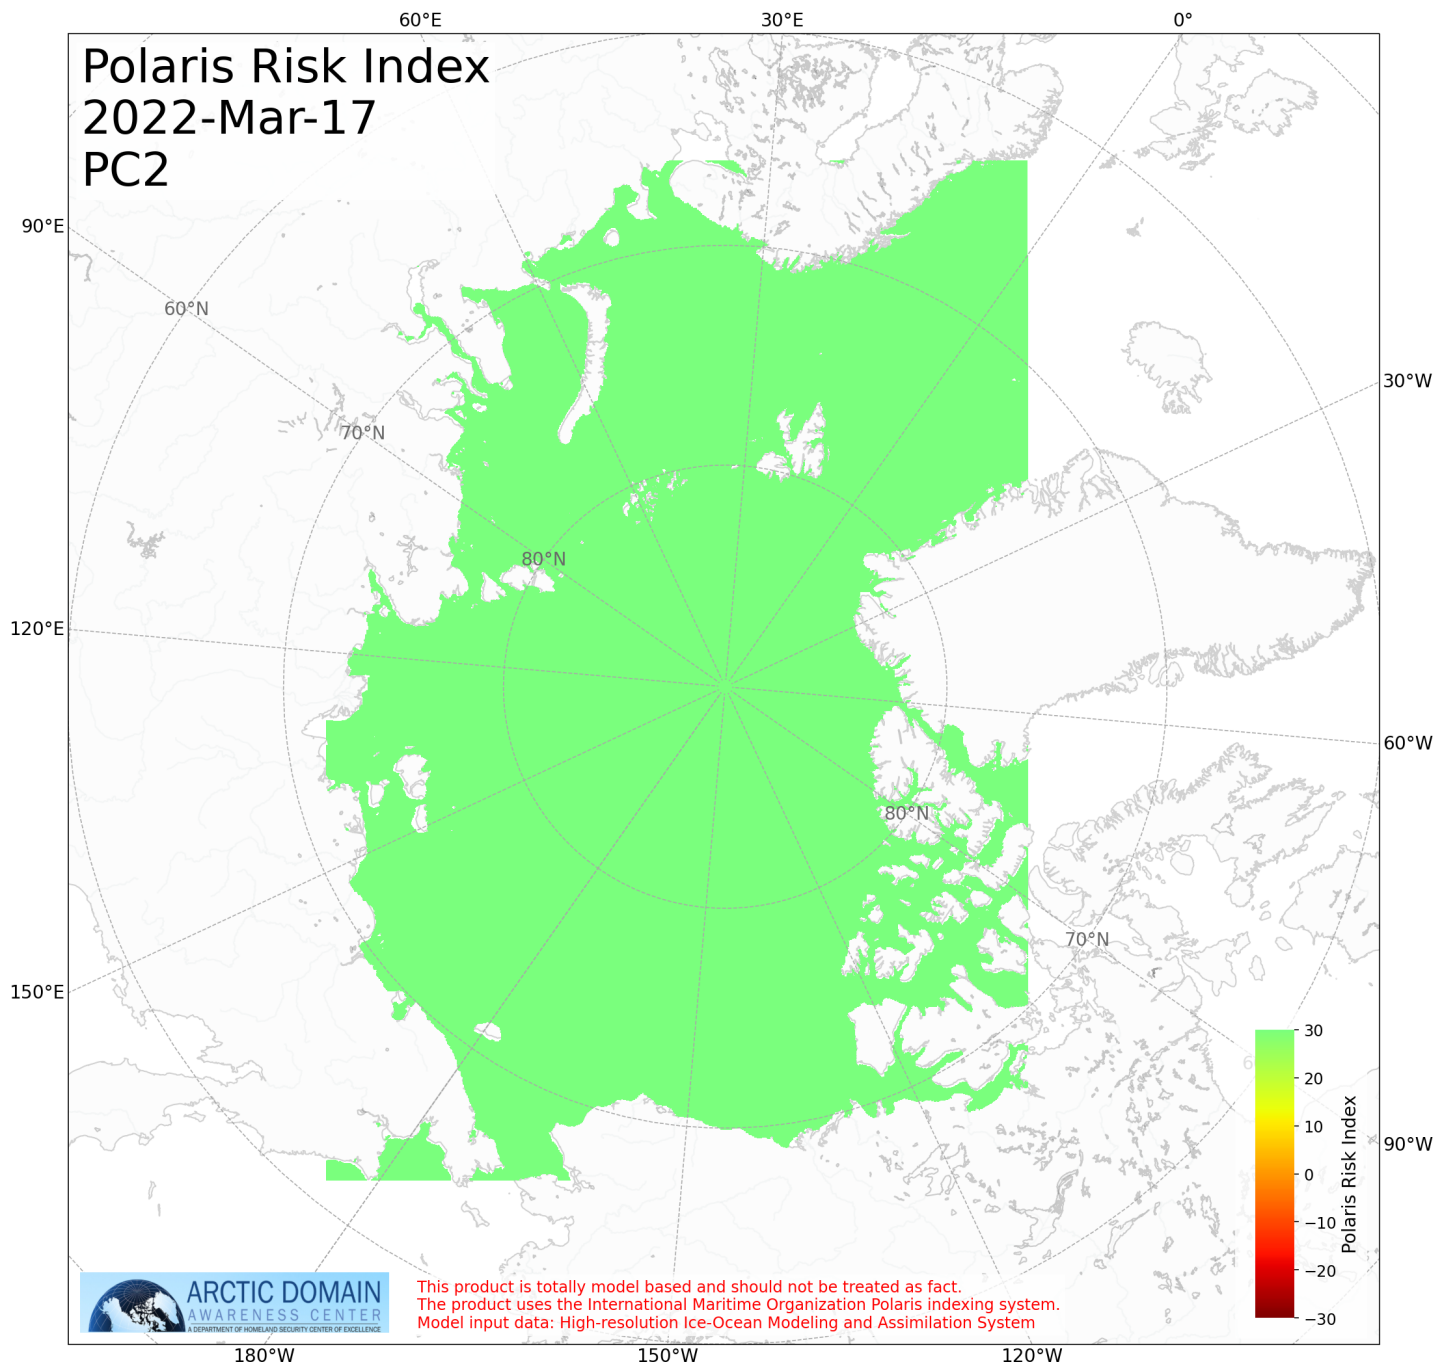 60°E 30°E 0°
Polaris Risk Index
2022-Mar-17
PC2
90°E
60°N
30°W
70°N
80°N
120°E
60°W
80°N
70°N
150°E
30
20
10
0
−10
−20
−30
Polaris Risk Index
90°W
ARCTIC DOMAIN
AWARENESS CENTER
A DEPARTMENT OF HOMELAND SECURITY CENTER OF EXCELLENCE
This product is totally model based and should not be treated as fact.
The product uses the International Maritime Organization Polaris indexing system.
Model input data: High-resolution Ice-Ocean Modeling and Assimilation System
180°W 150°W 120°W